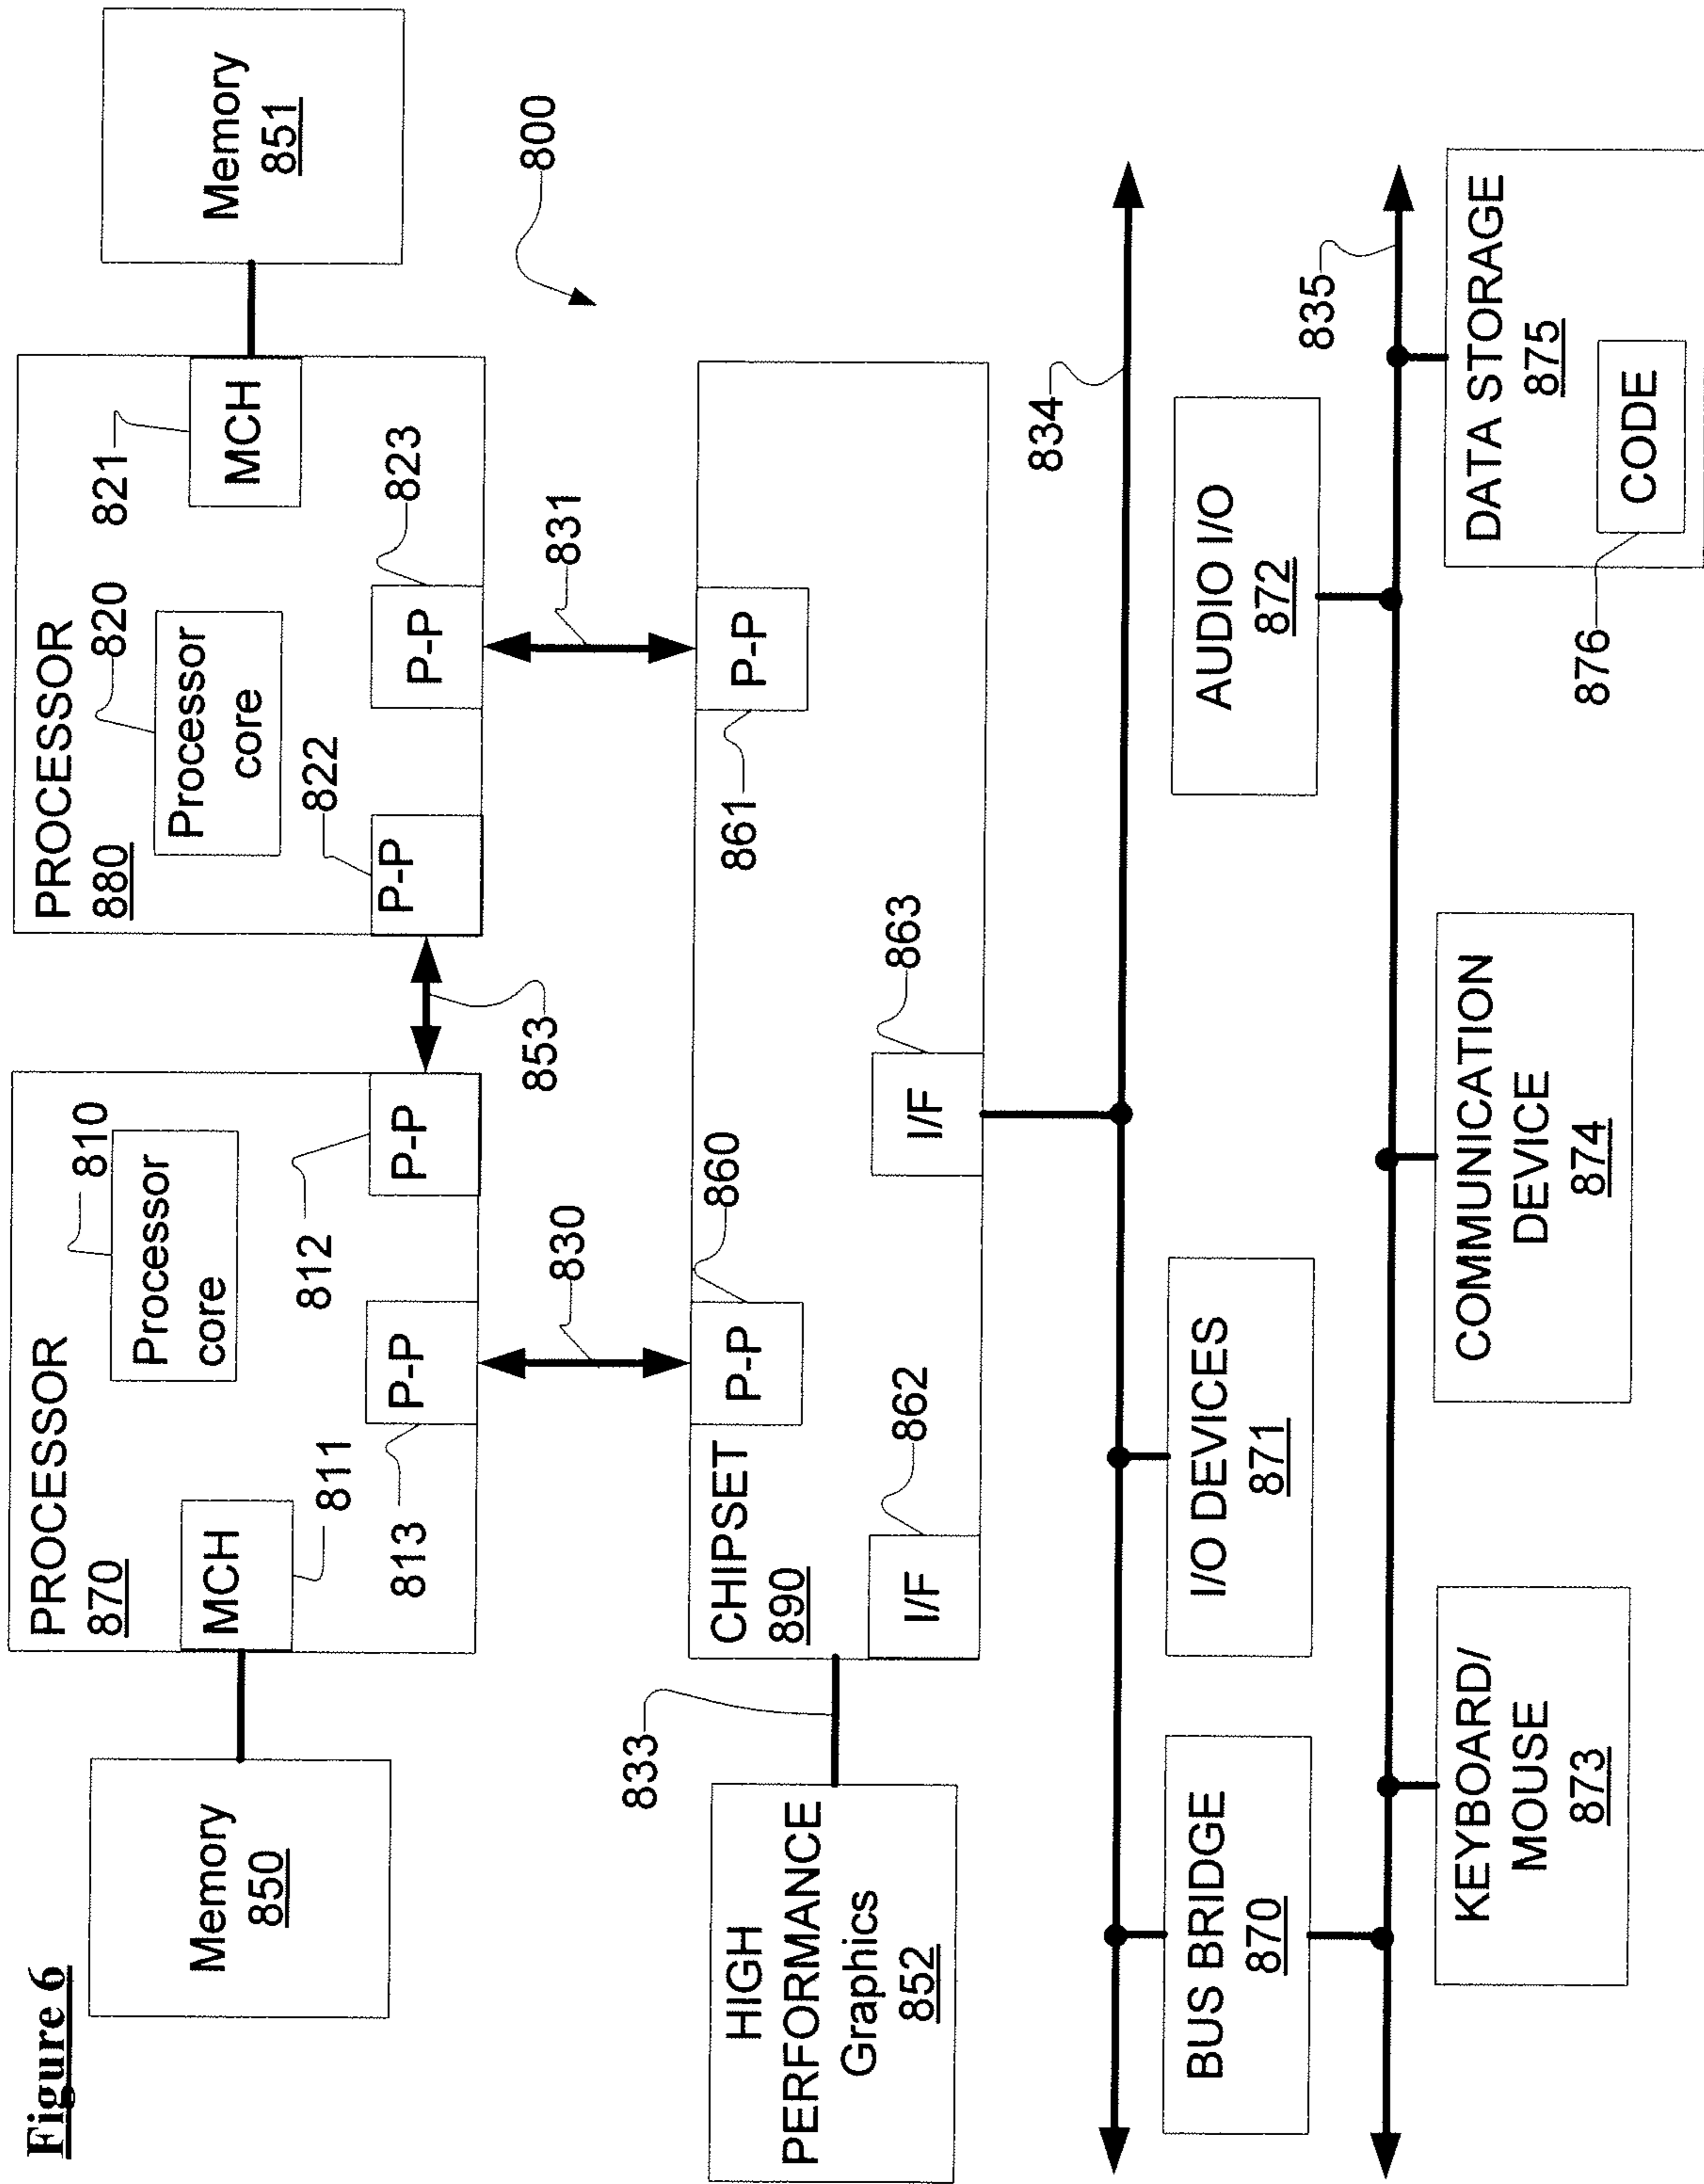 Figure 6
Memory
850
PROCESSOR
870
MCH
811
Processor
core
810
P-P
813
P-P
812
853
PROCESSOR
880
Processor
core
820
MCH
821
P-P
822
P-P
823
Memory
851
800
830
831
HIGH
PERFORMANCE
Graphics
852
833
CHIPSET
890
P-P
860
P-P
861
I/F
862
I/F
863
834
BUS BRIDGE
870
I/O DEVICES
871
AUDIO I/O
872
835
KEYBOARD/
MOUSE
873
COMMUNICATION
DEVICE
874
DATA STORAGE
875
CODE
876